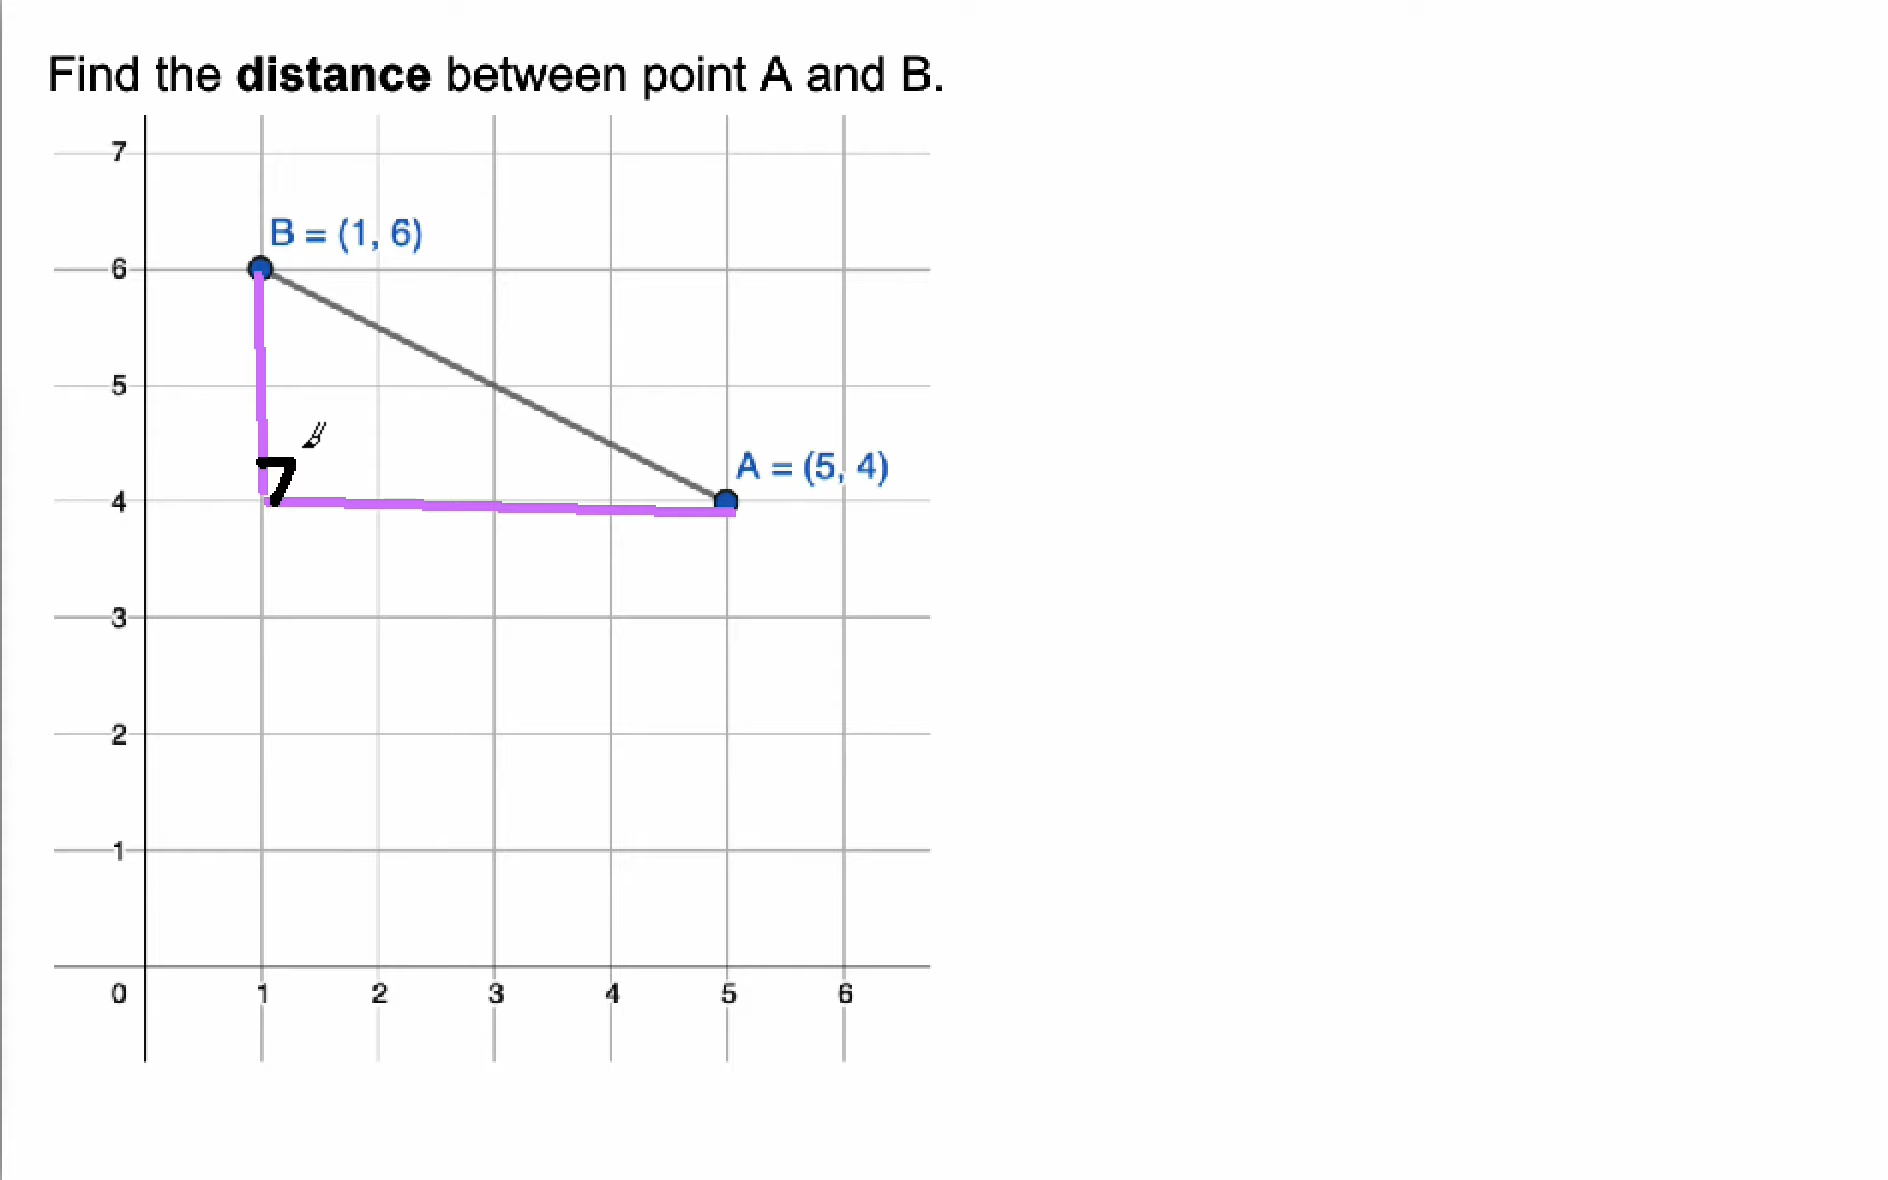 Find the distance between point A and B.
7
B = (1, 6)
6
5
A = (5, 4)
4
3
2
1
0 1 2 3 4 5 6